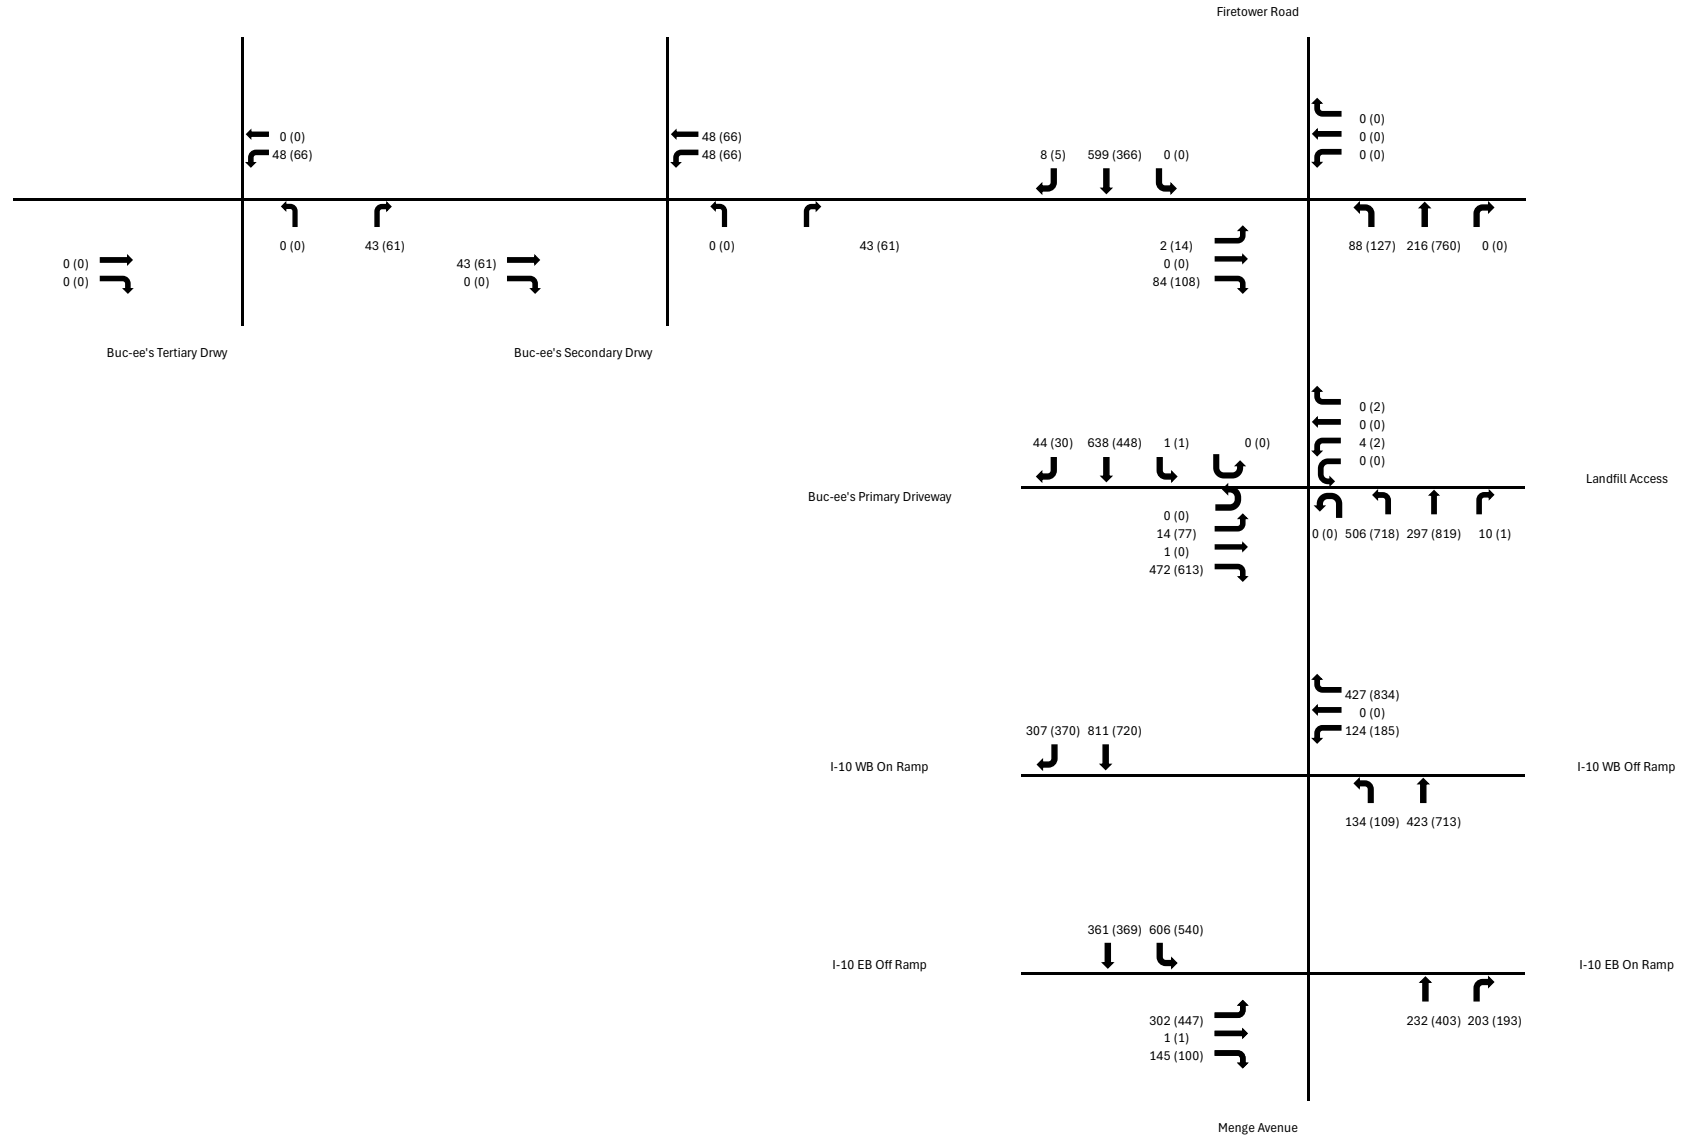 Firetower Road
0 (0)
0 (0)
0 (0)
0 (0)
48 (66)
48 (66)
48 (66)
8 (5) 599 (366) 0 (0)
0 (0) 43 (61)
0 (0) 43 (61)
88 (127) 216 (760) 0 (0)
0 (0)
0 (0)
43 (61)
0 (0)
2 (14)
0 (0)
84 (108)
Buc-ee's Tertiary Drwy
Buc-ee's Secondary Drwy
0 (2)
0 (0)
4 (2)
0 (0)
44 (30) 638 (448) 1 (1) 0 (0)
Buc-ee's Primary Driveway
Landfill Access
0 (0)
14 (77)
1 (0)
472 (613)
0 (0) 506 (718) 297 (819) 10 (1)
427 (834)
0 (0)
124 (185)
307 (370) 811 (720)
I-10 WB On Ramp
I-10 WB Off Ramp
134 (109) 423 (713)
361 (369) 606 (540)
I-10 EB Off Ramp
I-10 EB On Ramp
302 (447)
1 (1)
145 (100)
232 (403) 203 (193)
Menge Avenue